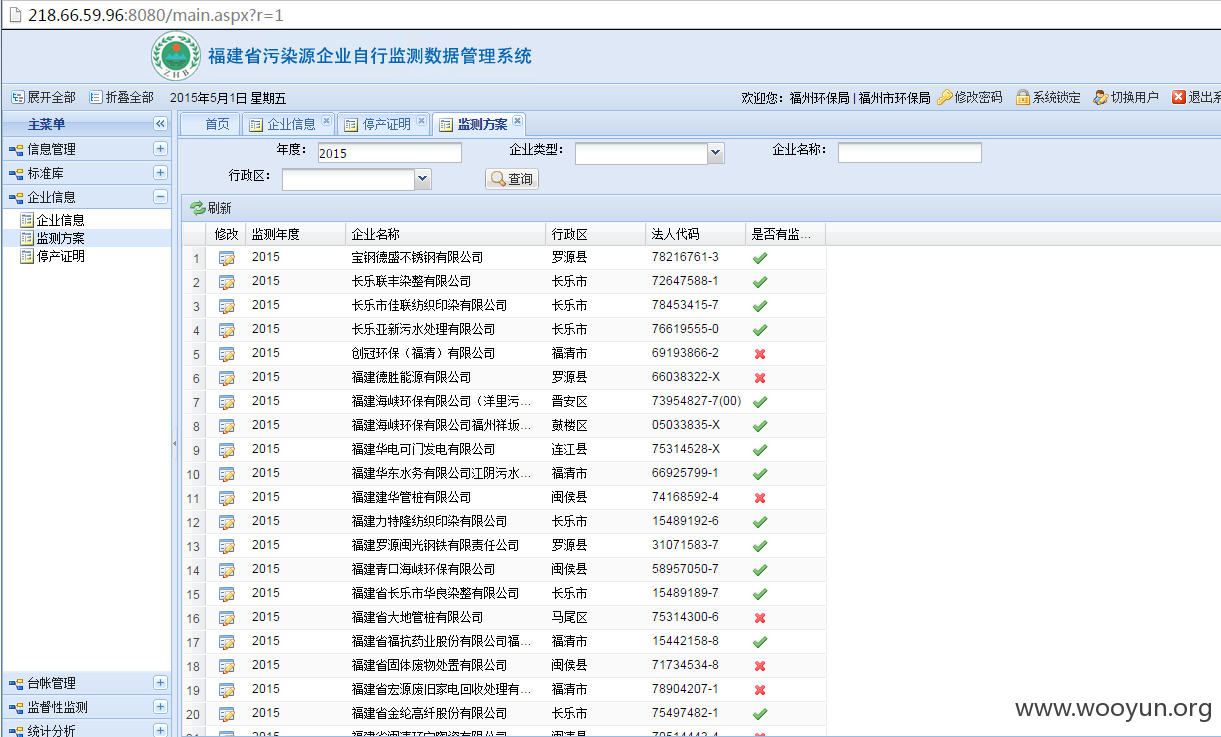 218.66.59.96:8080/main.aspx?r=1
福建省污染源企业自行监测数据管理系统
ZHB
展开全部 折叠全部 2015年5月1日 星期五 欢迎您：福州环保局 | 福州市环保局 修改密码 系统锁定 切换用户 退出系
主菜单 首页 企业信息 停产证明 监测方案
信息管理
标准库
企业信息
企业信息
监测方案
停产证明
台帐管理
监督性监测
统计分析
年度： 2015 企业类型： 企业名称：
行政区： 查询
刷新
修改 监测年度 企业名称 行政区 法人代码 是否有监...
1 2015 宝钢德盛不锈钢有限公司 罗源县 78216761-3
2 2015 长乐联丰染整有限公司 长乐市 72647588-1
3 2015 长乐市佳联纺织印染有限公司 长乐市 78453415-7
4 2015 长乐亚新污水处理有限公司 长乐市 76619555-0
5 2015 创冠环保（福清）有限公司 福清市 69193866-2
6 2015 福建德胜能源有限公司 罗源县 66038322-X
7 2015 福建海峡环保有限公司（洋里污... 晋安区 73954827-7(00)
8 2015 福建海峡环保有限公司福州祥坂... 鼓楼区 05033835-X
9 2015 福建华电可门发电有限公司 连江县 75314528-X
10 2015 福建华东水务有限公司江阴污水... 福清市 66925799-1
11 2015 福建建华管桩有限公司 闽侯县 74168592-4
12 2015 福建力特隆纺织印染有限公司 长乐市 15489192-6
13 2015 福建罗源闽光钢铁有限责任公司 罗源县 31071583-7
14 2015 福建青口海峡环保有限公司 闽侯县 58957050-7
15 2015 福建省长乐市华良染整有限公司 长乐市 15489189-7
16 2015 福建省大地管桩有限公司 马尾区 75314300-6
17 2015 福建省福抗药业股份有限公司福... 福清市 15442158-8
18 2015 福建省固体废物处置有限公司 闽侯县 71734534-8
19 2015 福建省宏源废旧家电回收处理有... 福清市 78904207-1
20 2015 福建省金纶高纤股份有限公司 长乐市 75497482-1
www.wooyun.org